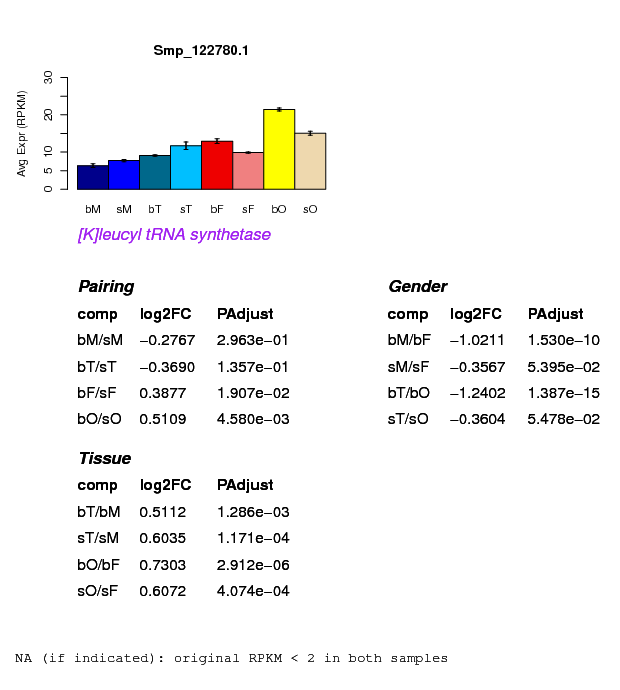 Smp_122780.1
Avg Expr (RPKM)
30
20
10
5
0
bM sM bT sT bF sF bO sO
[K]leucyl tRNA synthetase
Pairing
comp log2FC PAdjust
bM/sM −0.2767 2.963e−01
bT/sT −0.3690 1.357e−01
bF/sF 0.3877 1.907e−02
bO/sO 0.5109 4.580e−03
Gender
comp log2FC PAdjust
bM/bF −1.0211 1.530e−10
sM/sF −0.3567 5.395e−02
bT/bO −1.2402 1.387e−15
sT/sO −0.3604 5.478e−02
Tissue
comp log2FC PAdjust
bT/bM 0.5112 1.286e−03
sT/sM 0.6035 1.171e−04
bO/bF 0.7303 2.912e−06
sO/sF 0.6072 4.074e−04
NA (if indicated): original RPKM < 2 in both samples